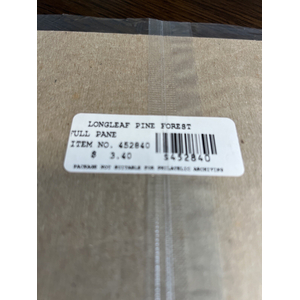 LONGLEAF PINE FOREST
FULL PANE
ITEM NO. 452840
$ 3.40
$452840
PACKAGE NOT SUITABLE FOR PHILATELIC ARCHIVING